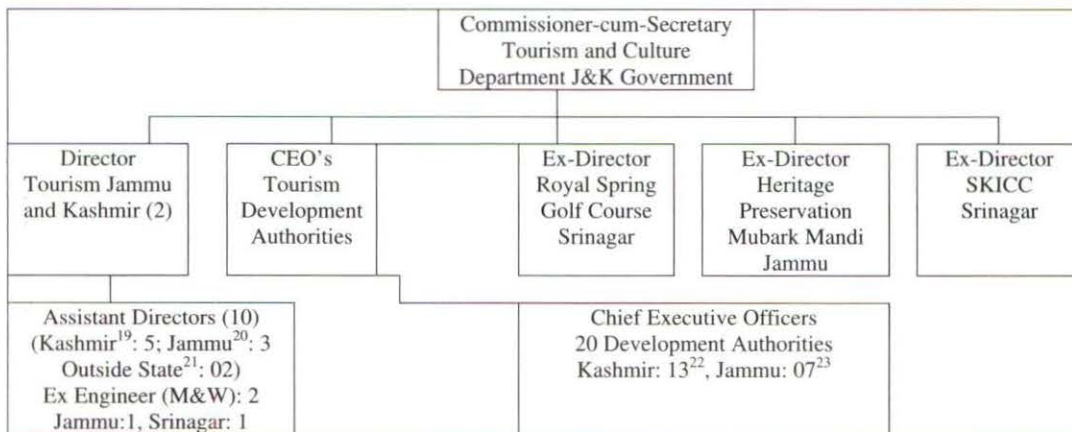 Commissioner-cum-Secretary
Tourism and Culture
Department J&K Government
Director
Tourism Jammu
and Kashmir (2)
CEO's
Tourism
Development
Authorities
Ex-Director
Royal Spring
Golf Course
Srinagar
Ex-Director
Heritage
Preservation
Mubark Mandi
Jammu
Ex-Director
SKICC
Srinagar
Assistant Directors (10)
(Kashmir19: 5; Jammu20: 3
Outside State21: 02)
Ex Engineer (M&W): 2
Jammu:1, Srinagar: 1
Chief Executive Officers
20 Development Authorities
Kashmir: 1322, Jammu: 0723